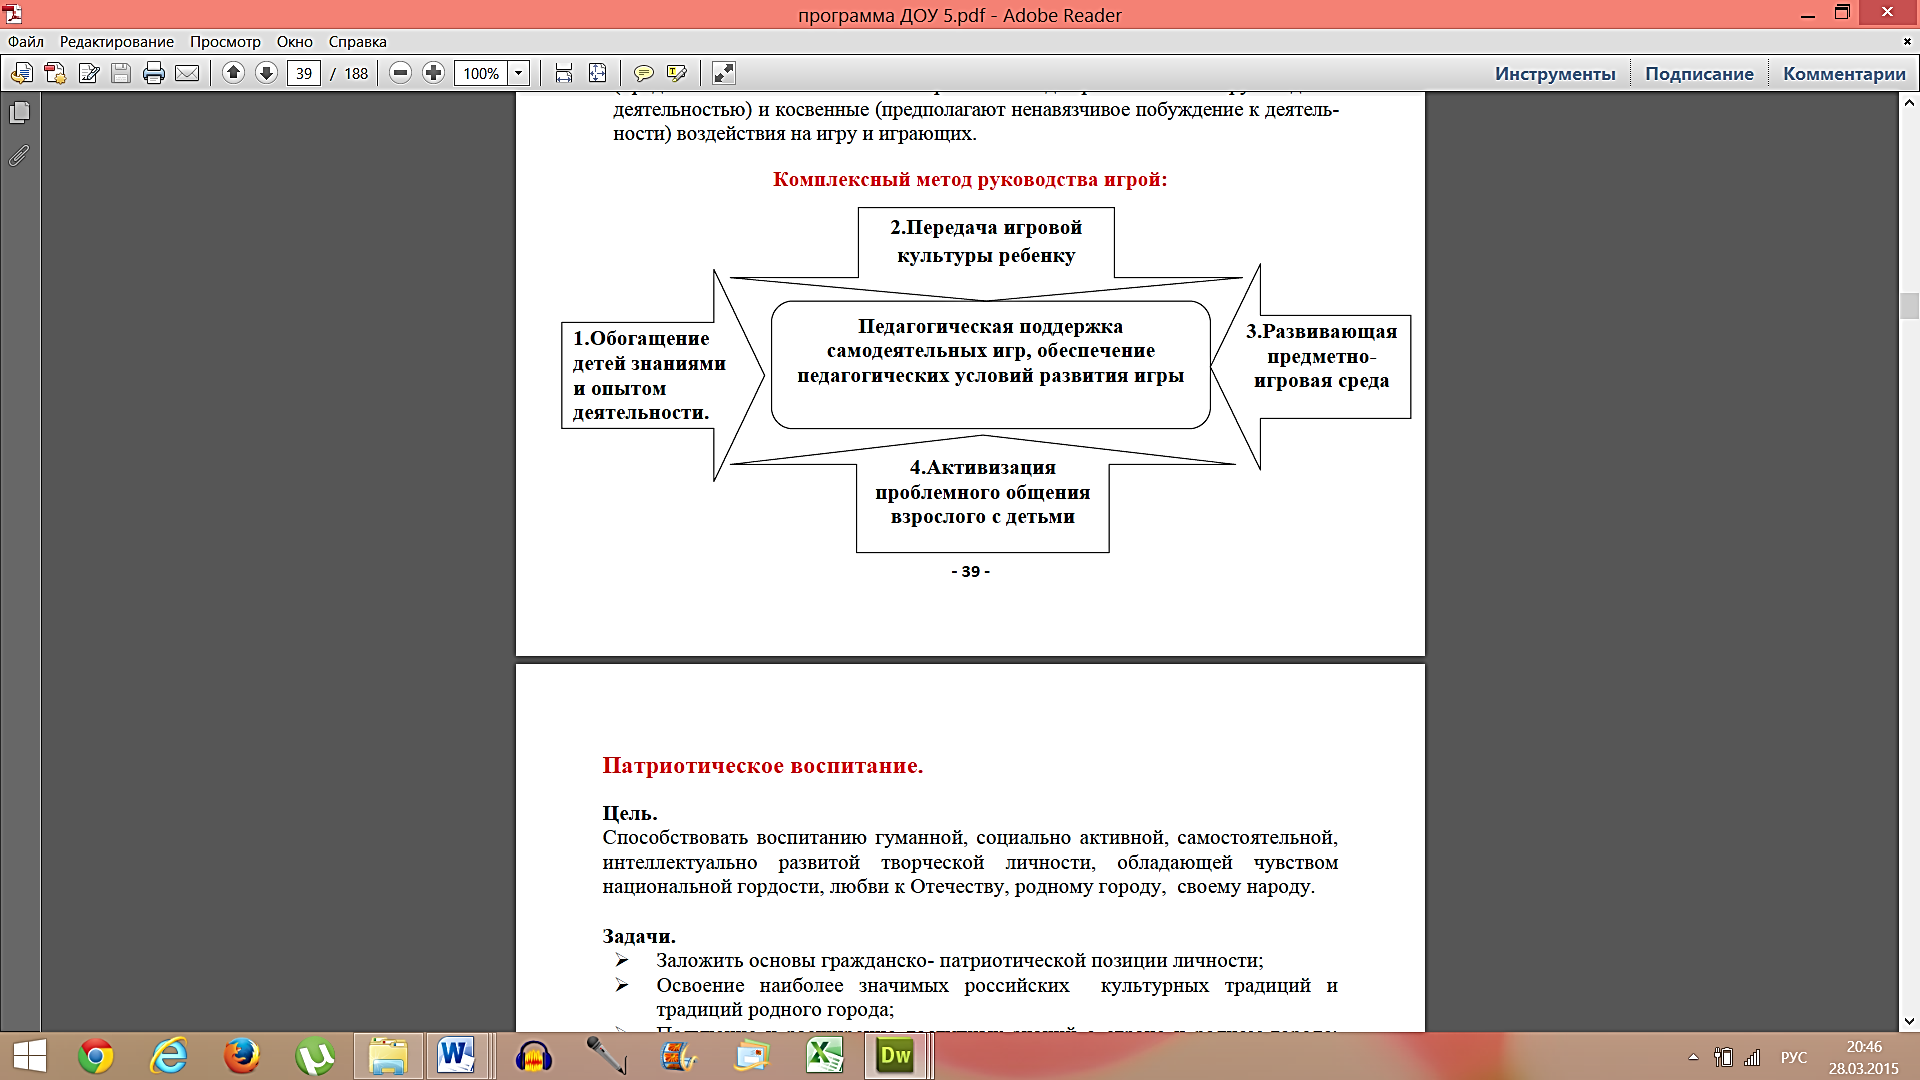 программа ДОУ 5.pdf - Adobe Reader
Файл Редактирование Просмотр Окно Справка
39 / 188 100% Инструменты Подписание Комментарии
деятельностью) и косвенные (предполагают ненавязчивое побуждение к деятель-
ности) воздействия на игру и играющих.
Комплексный метод руководства игрой:
2.Передача игровой
культуры ребенку
1.Обогащение
детей знаниями
и опытом
деятельности.
Педагогическая поддержка
самодеятельных игр, обеспечение
педагогических условий развития игры
3.Развивающая
предметно-
игровая среда
4.Активизация
проблемного общения
взрослого с детьми
- 39 -
Патриотическое воспитание.
Цель.
Способствовать воспитанию гуманной, социально активной, самостоятельной,
интеллектуально развитой творческой личности, обладающей чувством
национальной гордости, любви к Отечеству, родному городу, своему народу.
Задачи.
Заложить основы гражданско- патриотической позиции личности;
Освоение наиболее значимых российских культурных традиций и
традиций родного города;
Dw
РУС
20:46
28.03.2015